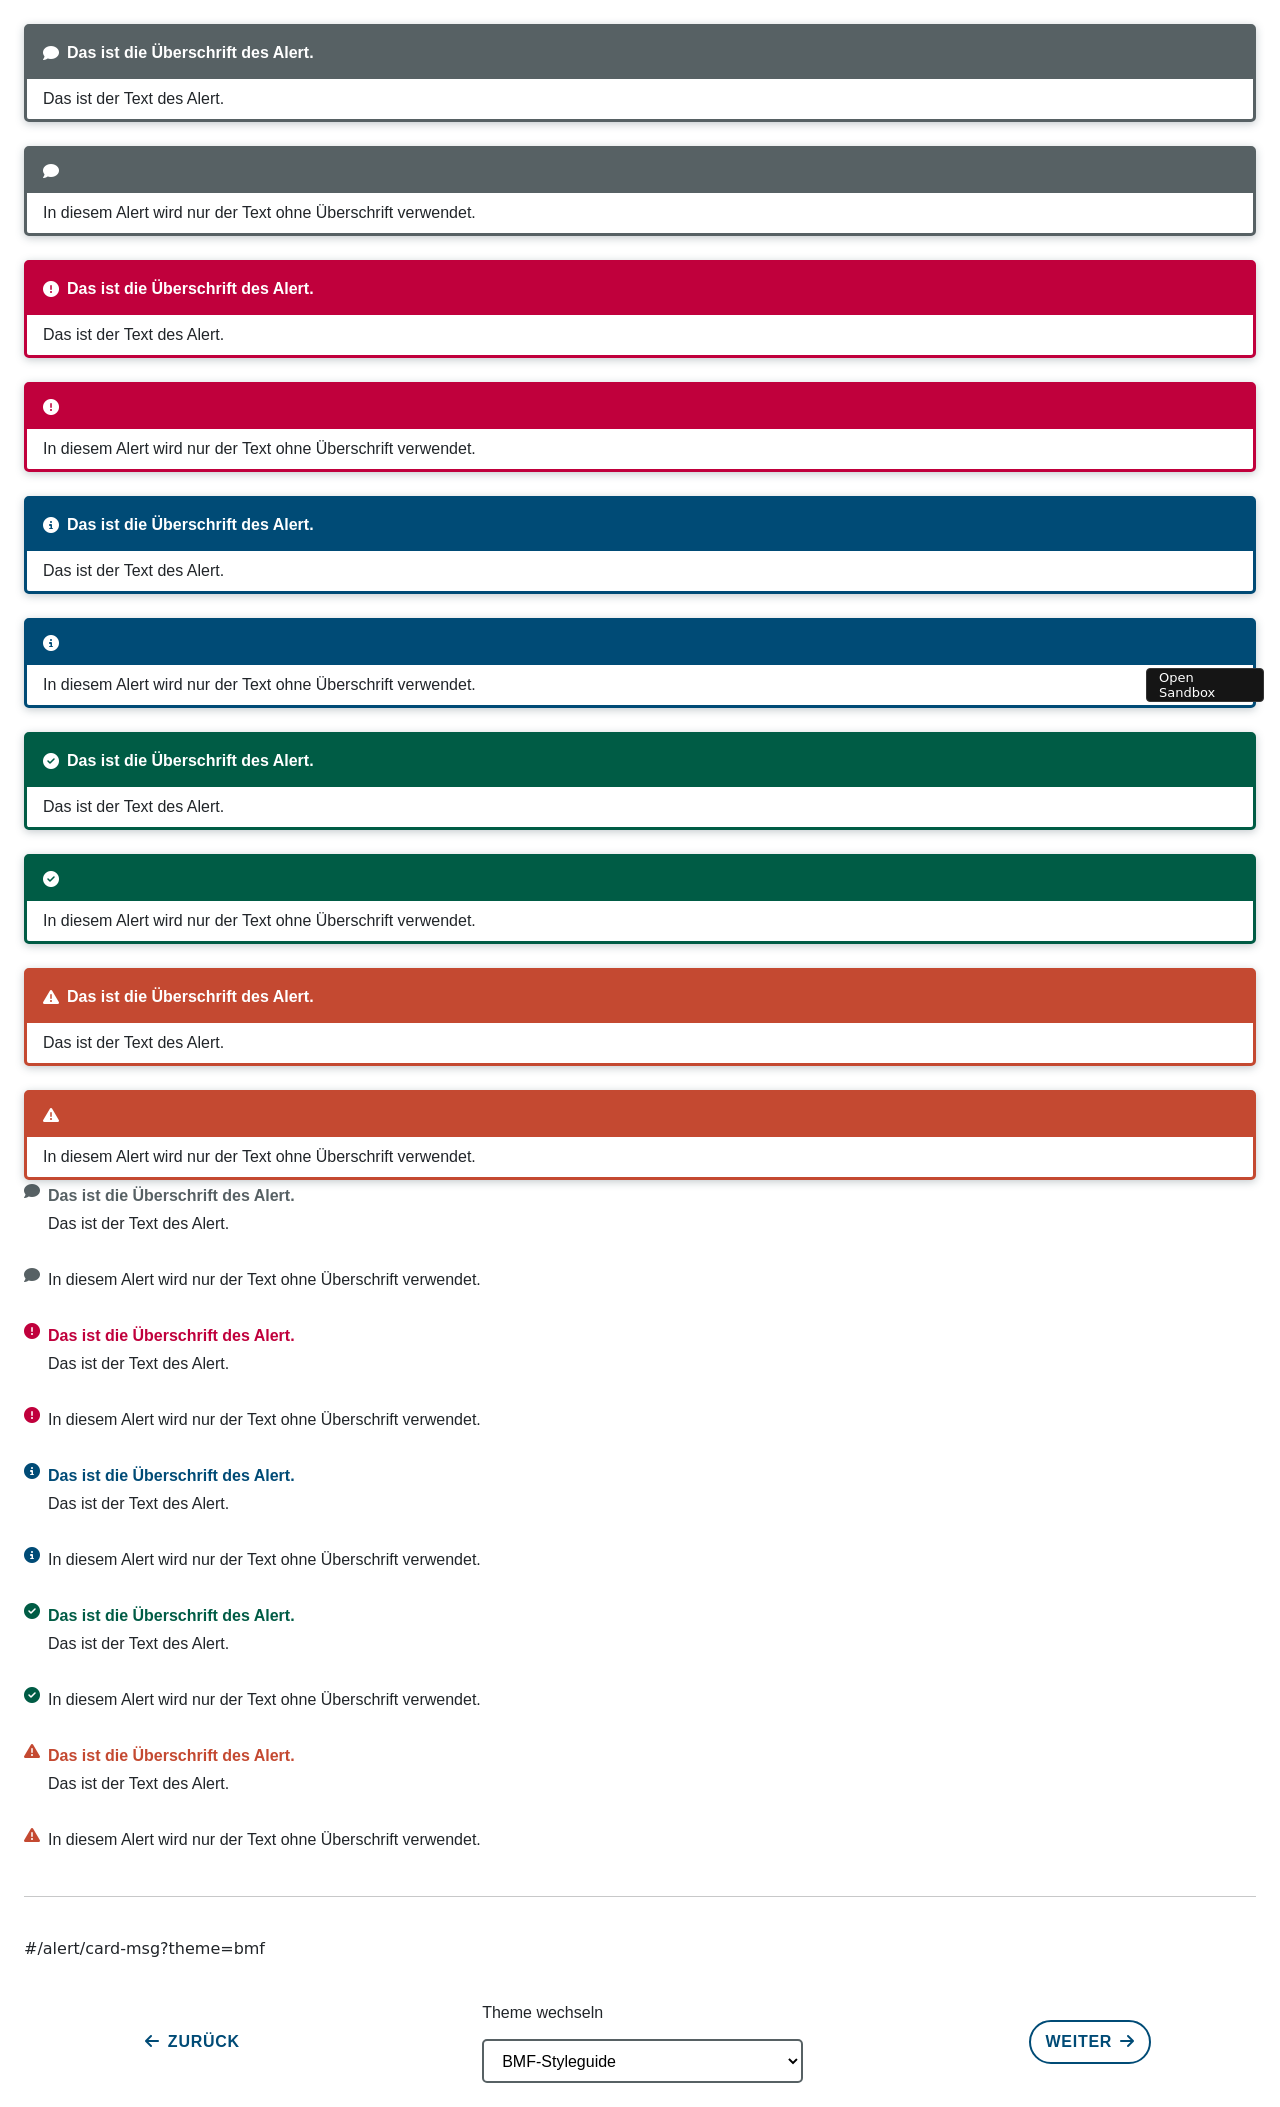 Das ist die Überschrift des Alert.
Das ist der Text des Alert.
In diesem Alert wird nur der Text ohne Überschrift verwendet.
Das ist die Überschrift des Alert.
Das ist der Text des Alert.
In diesem Alert wird nur der Text ohne Überschrift verwendet.
Das ist die Überschrift des Alert.
Das ist der Text des Alert.
In diesem Alert wird nur der Text ohne Überschrift verwendet.
Open
Sandbox
Das ist die Überschrift des Alert.
Das ist der Text des Alert.
In diesem Alert wird nur der Text ohne Überschrift verwendet.
Das ist die Überschrift des Alert.
Das ist der Text des Alert.
In diesem Alert wird nur der Text ohne Überschrift verwendet.
Das ist die Überschrift des Alert.
Das ist der Text des Alert.
In diesem Alert wird nur der Text ohne Überschrift verwendet.
Das ist die Überschrift des Alert.
Das ist der Text des Alert.
In diesem Alert wird nur der Text ohne Überschrift verwendet.
Das ist die Überschrift des Alert.
Das ist der Text des Alert.
In diesem Alert wird nur der Text ohne Überschrift verwendet.
Das ist die Überschrift des Alert.
Das ist der Text des Alert.
In diesem Alert wird nur der Text ohne Überschrift verwendet.
Das ist die Überschrift des Alert.
Das ist der Text des Alert.
In diesem Alert wird nur der Text ohne Überschrift verwendet.
#/alert/card-msg?theme=bmf
Theme wechseln
ZURÜCK
BMF-Styleguide
WEITER